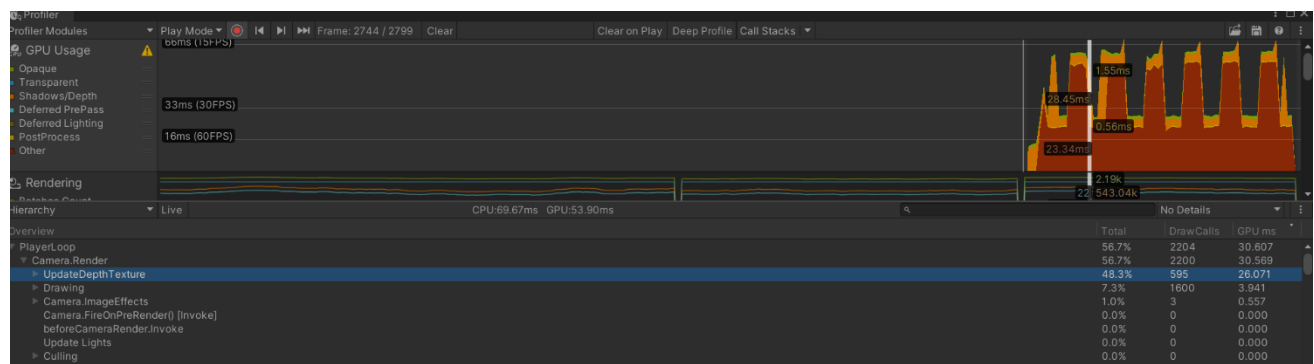 Profiler
Profiler Modules Play Mode Frame: 2744 / 2799 Clear Clear on Play Deep Profile Call Stacks
GPU Usage
Opaque
Transparent
Shadows/Depth
Deferred PrePass
Deferred Lighting
PostProcess
Other
66ms (15FPS)
33ms (30FPS)
16ms (60FPS)
1.55ms
28.45ms
0.56ms
23.34ms
Rendering
Batches Count
2.19k
22 543.04k
Hierarchy Live CPU:69.67ms GPU:53.90ms No Details
Overview Total DrawCalls GPU ms
PlayerLoop 56.7% 2204 30.607
Camera.Render 56.7% 2200 30.569
UpdateDepthTexture 48.3% 595 26.071
Drawing 7.3% 1600 3.941
Camera.ImageEffects 1.0% 3 0.557
Camera.FireOnPreRender() [Invoke] 0.0% 0 0.000
beforeCameraRender.Invoke 0.0% 0 0.000
Update Lights 0.0% 0 0.000
Culling 0.0% 0 0.000